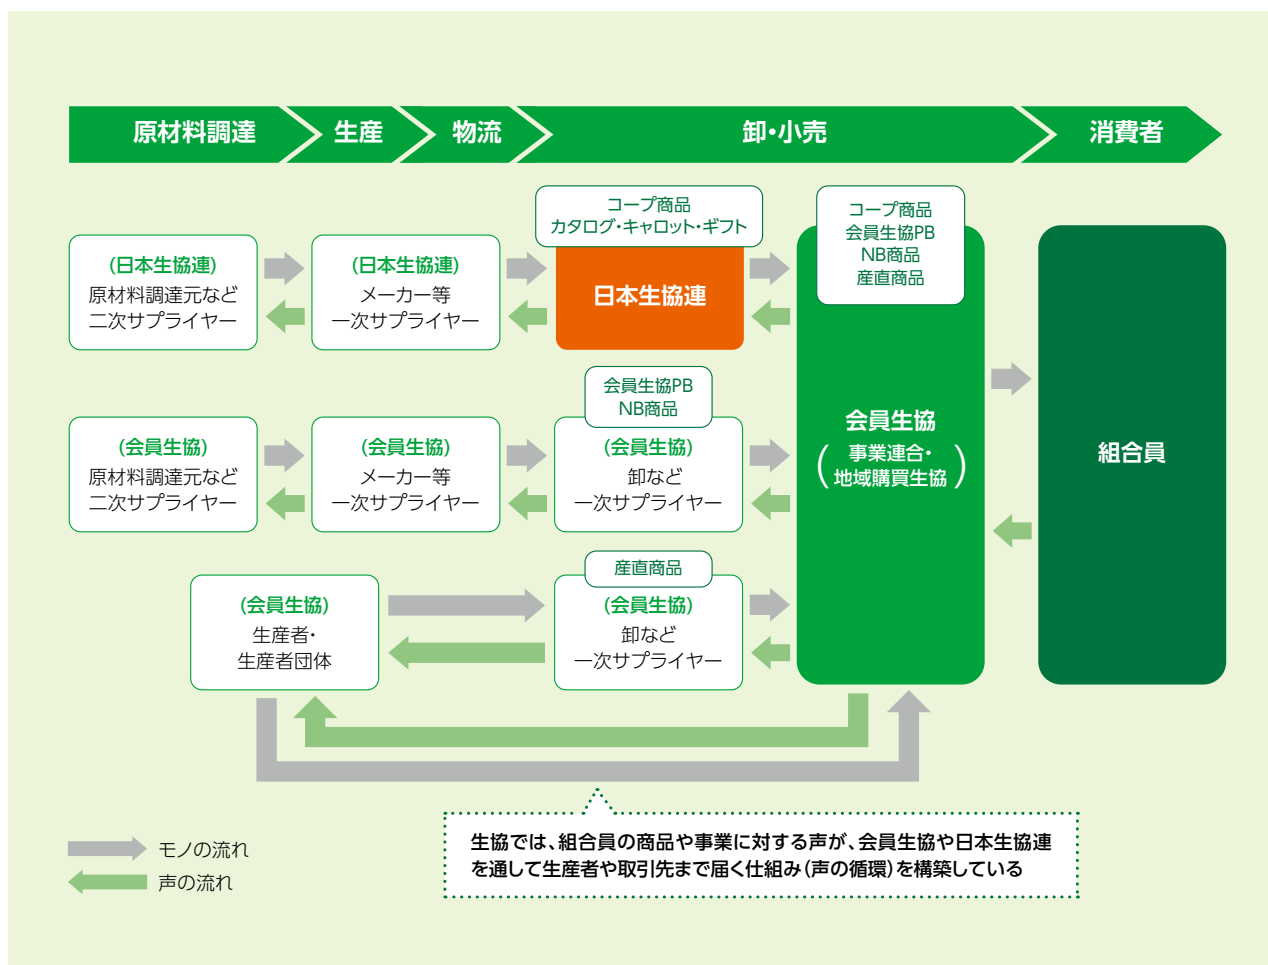 原材料調達
生産
物流
卸・小売
消費者
(日本生協連)
原材料調達元など
二次サプライヤー
(日本生協連)
メーカー等
一次サプライヤー
コープ商品
カタログ・キャロット・ギフト
日本生協連
コープ商品
会員生協PB
NB商品
産直商品
会員生協
(事業連合・
地域購買生協)
組合員
(会員生協)
原材料調達元など
二次サプライヤー
(会員生協)
メーカー等
一次サプライヤー
会員生協PB
NB商品
(会員生協)
卸など
一次サプライヤー
(会員生協)
生産者・
生産者団体
産直商品
(会員生協)
卸など
一次サプライヤー
生協では、組合員の商品や事業に対する声が、会員生協や日本生協連
を通して生産者や取引先まで届く仕組み(声の循環)を構築している
モノの流れ
声の流れ